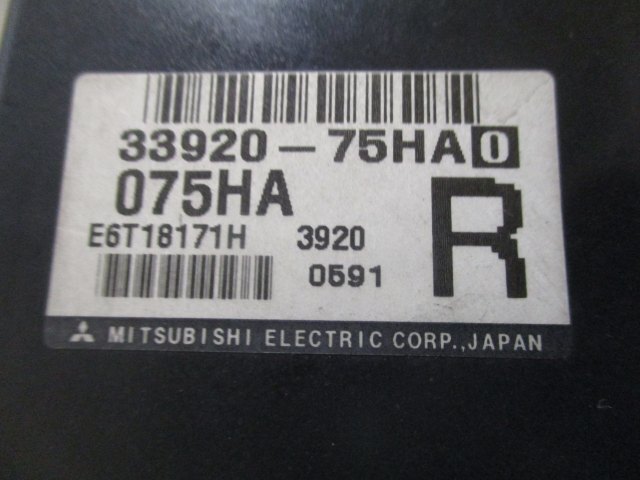 33920-75HA0
075HA
R
E6T18171H 3920
0591
MITSUBISHI ELECTRIC CORP.,JAPAN